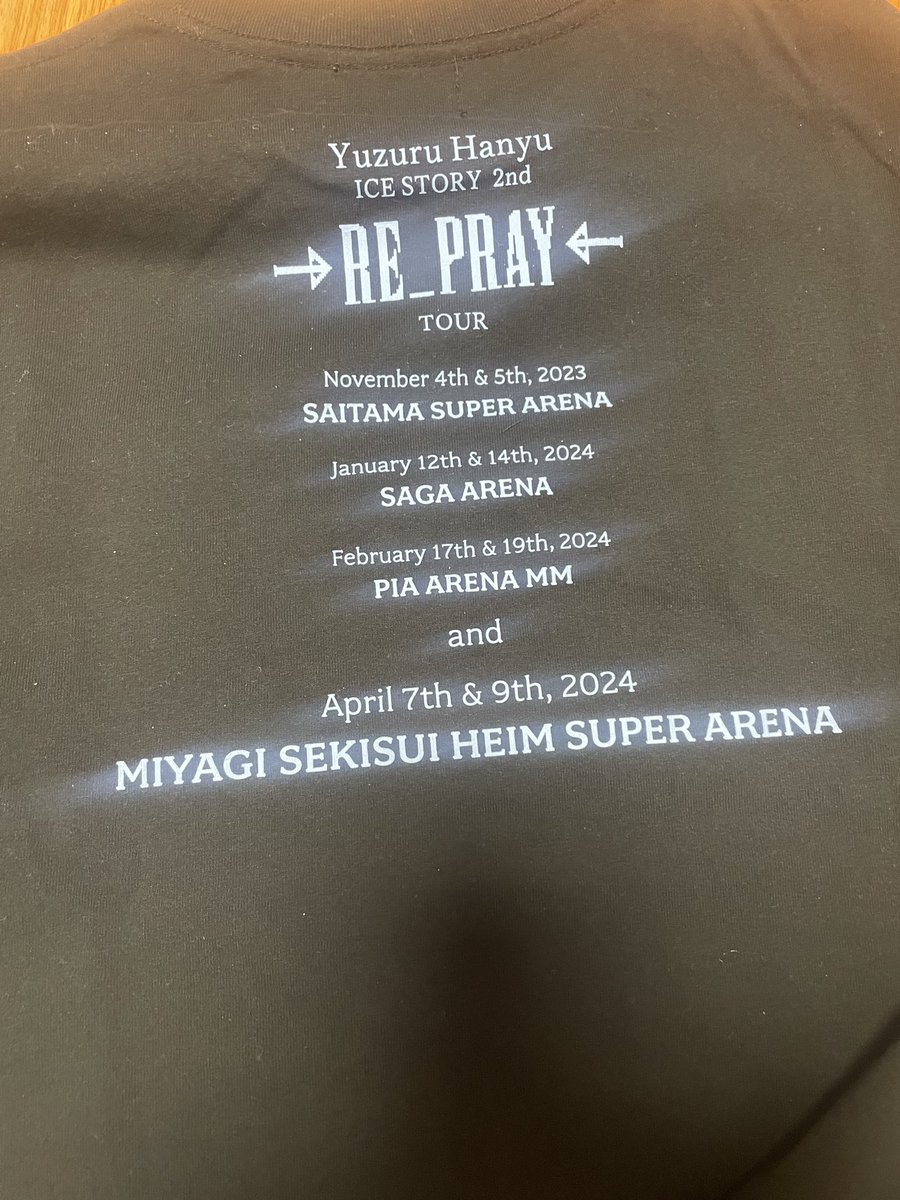 Yuzuru Hanyu
ICE STORY 2nd
RE_PRAY
TOUR
November 4th & 5th, 2023
SAITAMA SUPER ARENA
January 12th & 14th, 2024
SAGA ARENA
February 17th & 19th, 2024
PIA ARENA MM
and
April 7th & 9th, 2024
MIYAGI SEKISUI HEIM SUPER ARENA